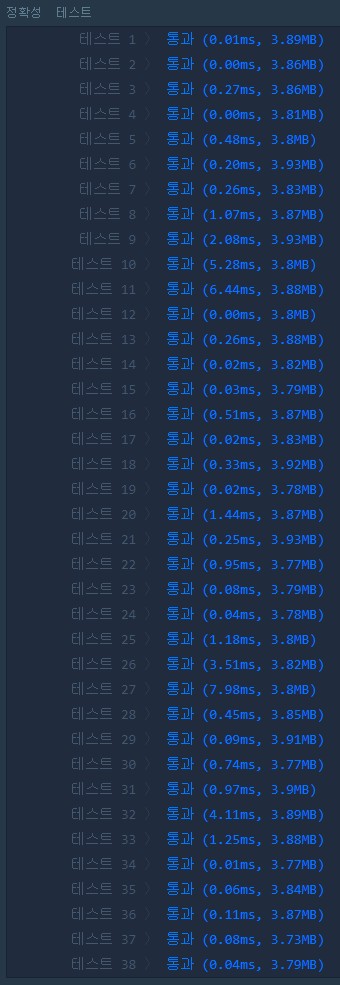 정확성 테스트
테스트 1 〉 통과 (0.01ms, 3.89MB)
테스트 2 〉 통과 (0.00ms, 3.86MB)
테스트 3 〉 통과 (0.27ms, 3.86MB)
테스트 4 〉 통과 (0.00ms, 3.81MB)
테스트 5 〉 통과 (0.48ms, 3.8MB)
테스트 6 〉 통과 (0.20ms, 3.93MB)
테스트 7 〉 통과 (0.26ms, 3.83MB)
테스트 8 〉 통과 (1.07ms, 3.87MB)
테스트 9 〉 통과 (2.08ms, 3.93MB)
테스트 10 〉 통과 (5.28ms, 3.8MB)
테스트 11 〉 통과 (6.44ms, 3.88MB)
테스트 12 〉 통과 (0.00ms, 3.8MB)
테스트 13 〉 통과 (0.26ms, 3.88MB)
테스트 14 〉 통과 (0.02ms, 3.82MB)
테스트 15 〉 통과 (0.03ms, 3.79MB)
테스트 16 〉 통과 (0.51ms, 3.87MB)
테스트 17 〉 통과 (0.02ms, 3.83MB)
테스트 18 〉 통과 (0.33ms, 3.92MB)
테스트 19 〉 통과 (0.02ms, 3.78MB)
테스트 20 〉 통과 (1.44ms, 3.87MB)
테스트 21 〉 통과 (0.25ms, 3.93MB)
테스트 22 〉 통과 (0.95ms, 3.77MB)
테스트 23 〉 통과 (0.08ms, 3.79MB)
테스트 24 〉 통과 (0.04ms, 3.78MB)
테스트 25 〉 통과 (1.18ms, 3.8MB)
테스트 26 〉 통과 (3.51ms, 3.82MB)
테스트 27 〉 통과 (7.98ms, 3.8MB)
테스트 28 〉 통과 (0.45ms, 3.85MB)
테스트 29 〉 통과 (0.09ms, 3.91MB)
테스트 30 〉 통과 (0.74ms, 3.77MB)
테스트 31 〉 통과 (0.97ms, 3.9MB)
테스트 32 〉 통과 (4.11ms, 3.89MB)
테스트 33 〉 통과 (1.25ms, 3.88MB)
테스트 34 〉 통과 (0.01ms, 3.77MB)
테스트 35 〉 통과 (0.06ms, 3.84MB)
테스트 36 〉 통과 (0.11ms, 3.87MB)
테스트 37 〉 통과 (0.08ms, 3.73MB)
테스트 38 〉 통과 (0.04ms, 3.79MB)